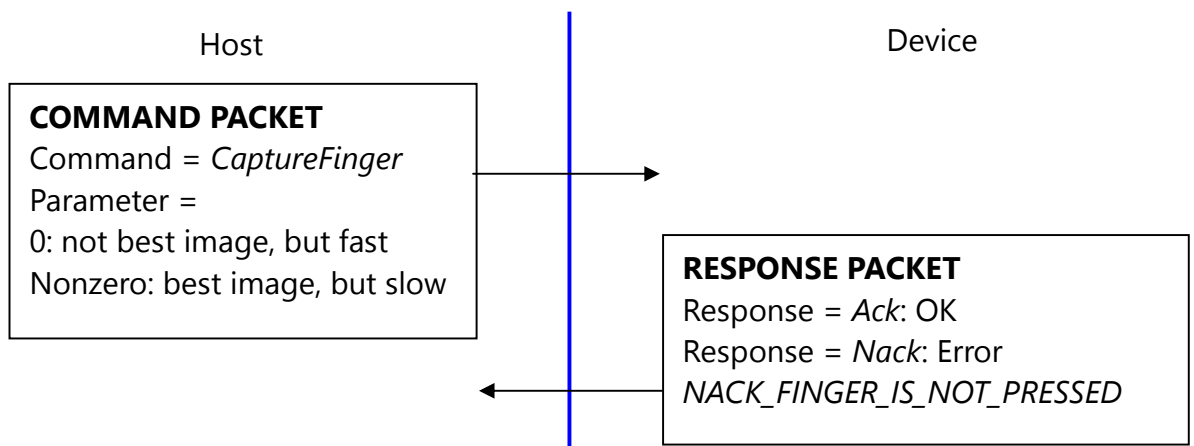 Host
Device
COMMAND PACKET
Command = CaptureFinger
Parameter =
0: not best image, but fast
Nonzero: best image, but slow
RESPONSE PACKET
Response = Ack: OK
Response = Nack: Error
NACK_FINGER_IS_NOT_PRESSED